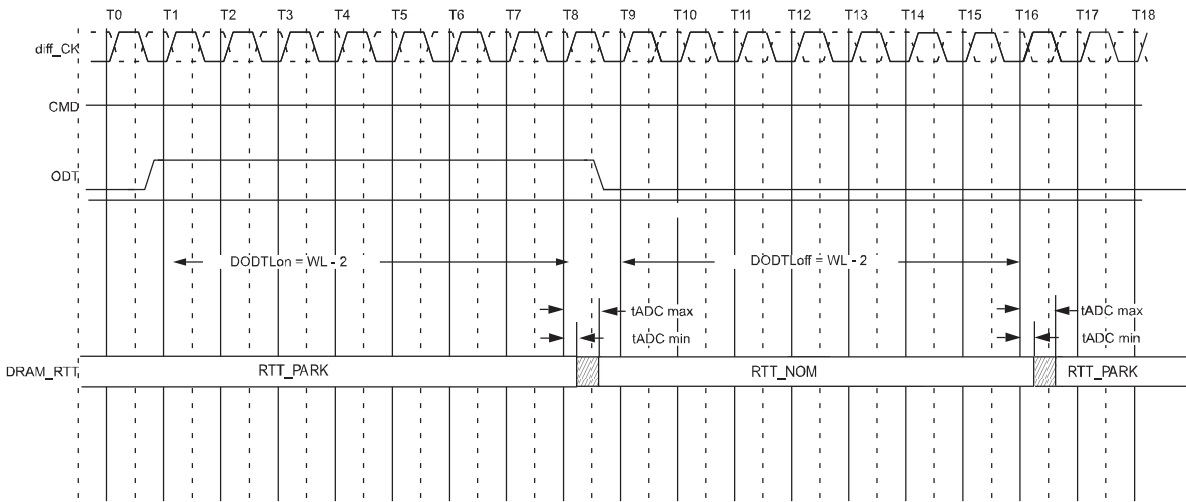 T0 T1 T2 T3 T4 T5 T6 T7 T8 T9 T10 T11 T12 T13 T14 T15 T16 T17 T18
diff_CK
CMD
ODT
DODTLon = WL - 2 DODTLoff = WL - 2
tADC max tADC max
tADC min tADC min
DRAM_RTT RTT_PARK RTT_NOM RTT_PARK